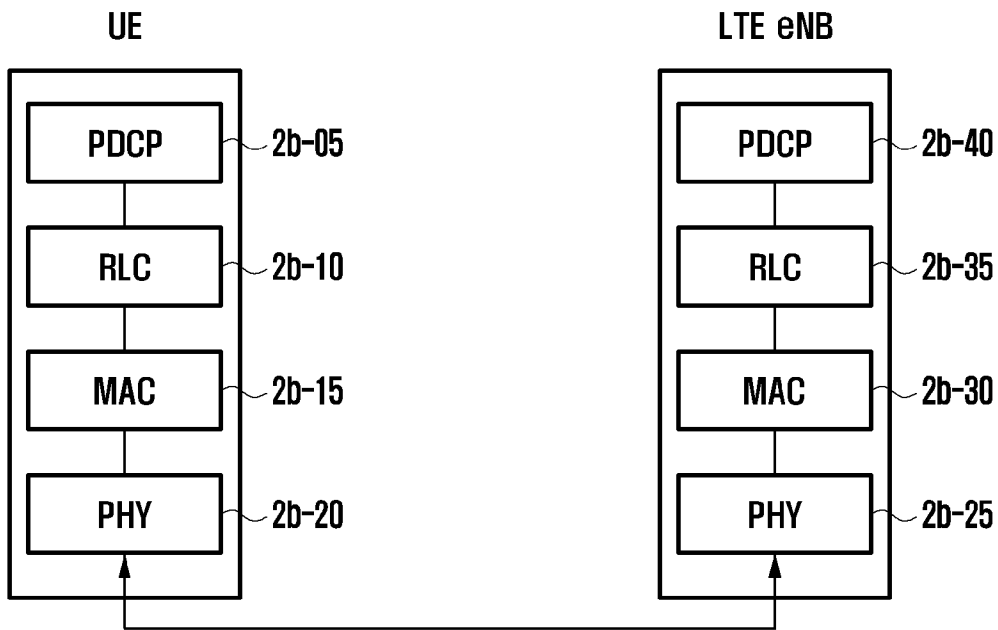 UE LTE eNB
PDCP 2b-05 PDCP 2b-40
RLC 2b-10 RLC 2b-35
MAC 2b-15 MAC 2b-30
PHY 2b-20 PHY 2b-25